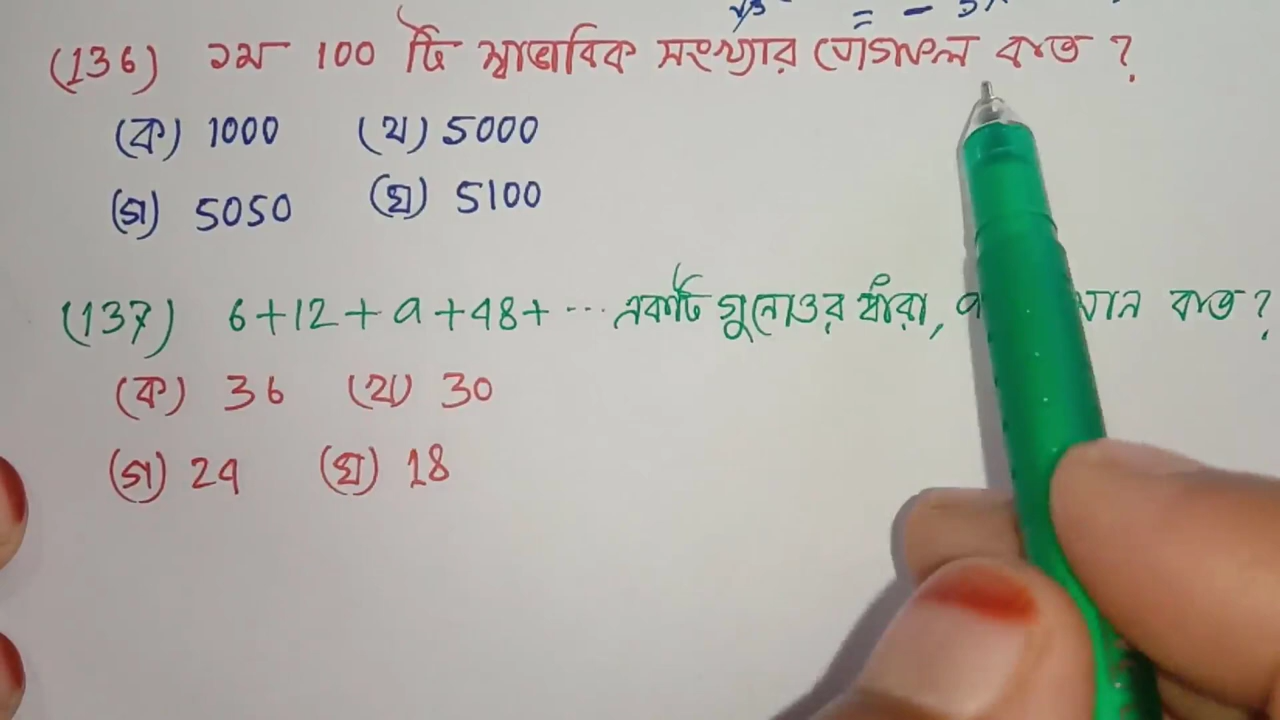 (136) ১ম 100 টি স্বাভাবিক সংখ্যার যোগফল কত ?
(ক) 1000 (খ) 5000
(গ) 5050 (ঘ) 5100
(137) 6+12+a+48+ ... একটি গুনোত্তর ধাঁরা, a মান কত ?
(ক) 36 (খ) 30
(গ) 24 (ঘ) 18